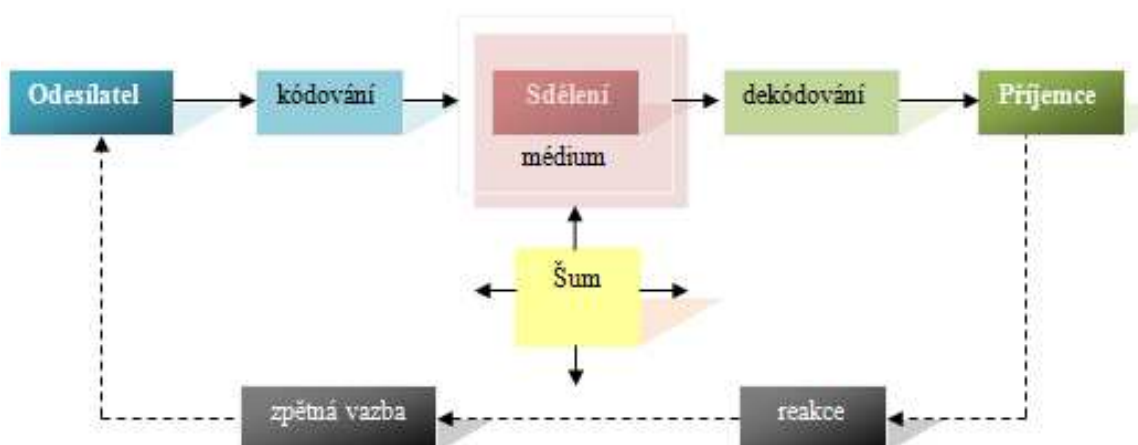 Odesílatel
kódování
Sdělení
médium
dekódování
Příjemce
Šum
zpětná vazba
reakce